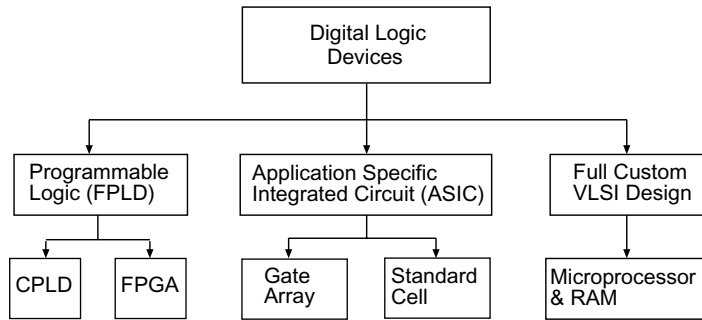 Digital Logic
Devices
Programmable
Logic (FPLD)
Application Specific
Integrated Circuit (ASIC)
Full Custom
VLSI Design
CPLD
FPGA
Gate
Array
Standard
Cell
Microprocessor
& RAM